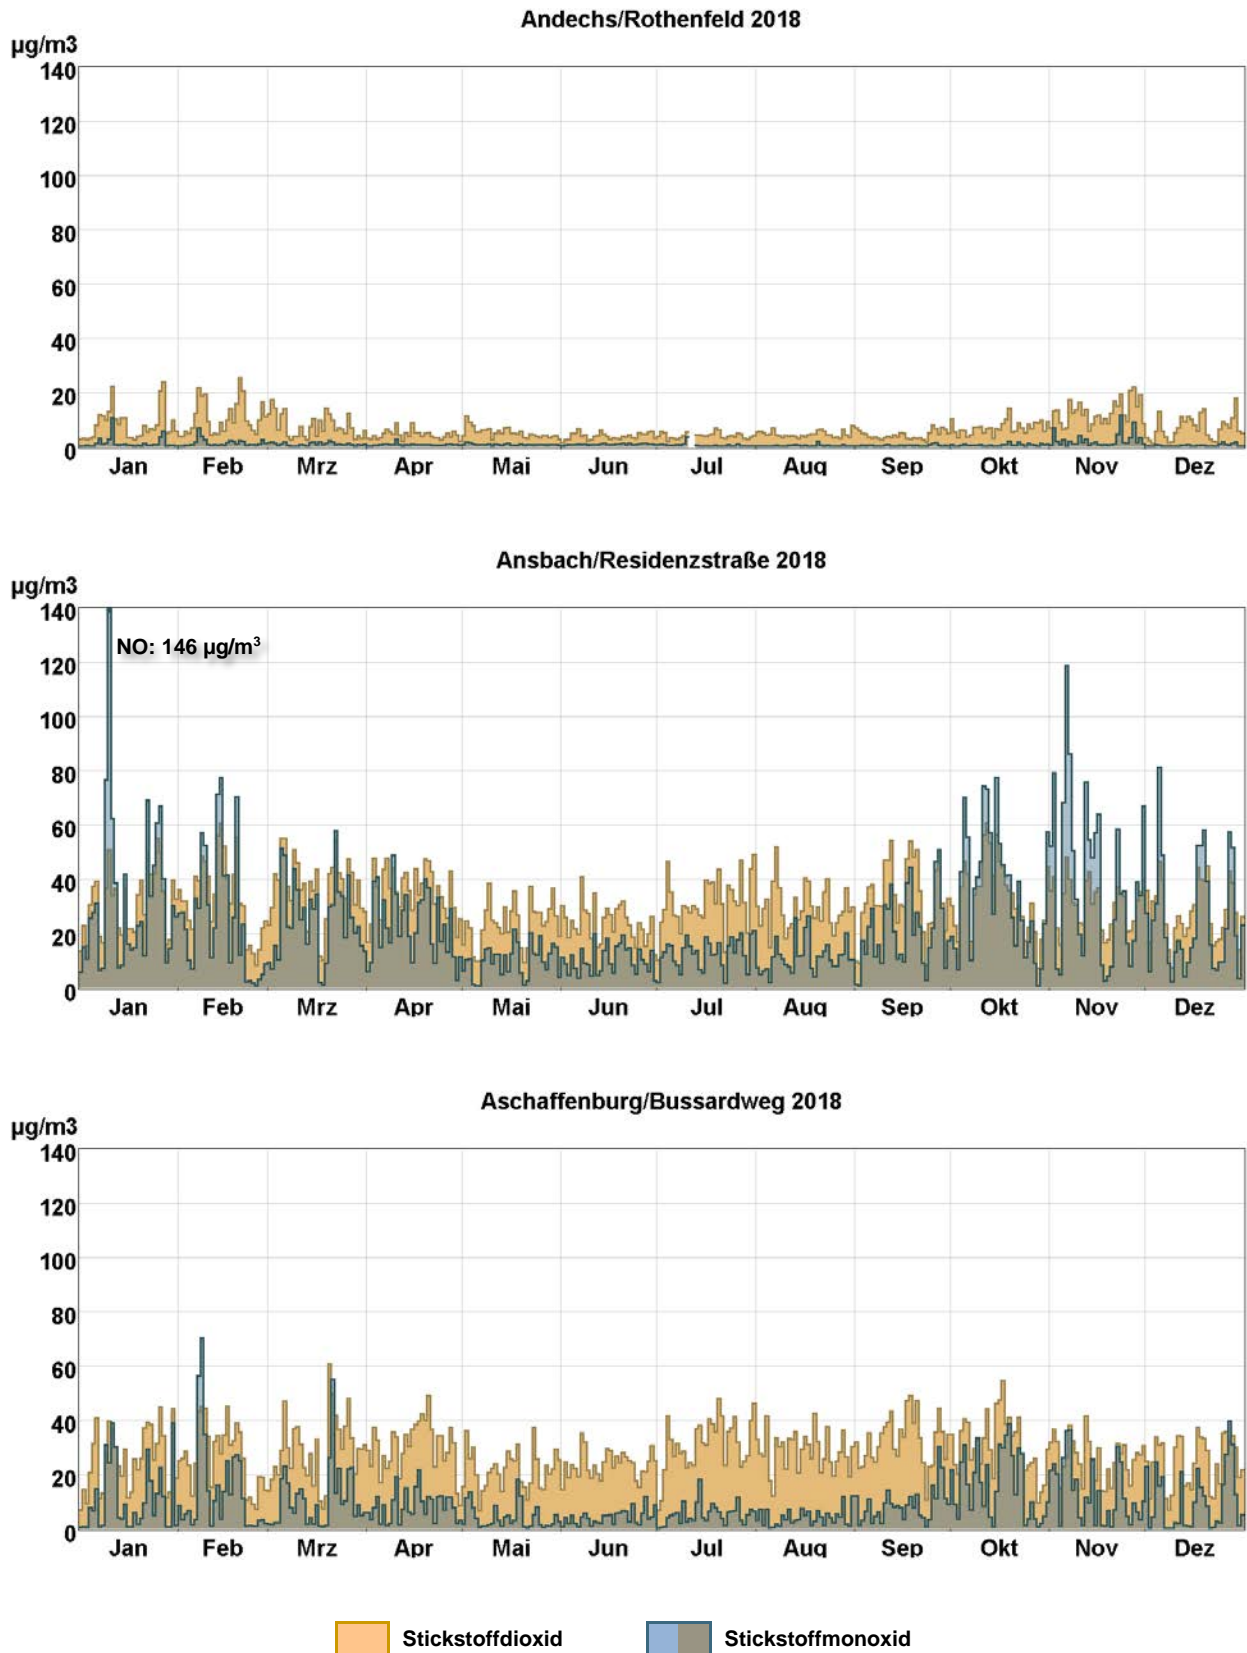 Andechs/Rothenfeld 2018
µg/m3
140
120
100
80
60
40
20
0
Jan Feb Mrz Apr Mai Jun Jul Aug Sep Okt Nov Dez
Ansbach/Residenzstraße 2018
µg/m3
140
NO: 146 µg/m³
120
100
80
60
40
20
0
Jan Feb Mrz Apr Mai Jun Jul Aug Sep Okt Nov Dez
Aschaffenburg/Bussardweg 2018
µg/m3
140
120
100
80
60
40
20
0
Jan Feb Mrz Apr Mai Jun Jul Aug Sep Okt Nov Dez
Stickstoffdioxid Stickstoffmonoxid